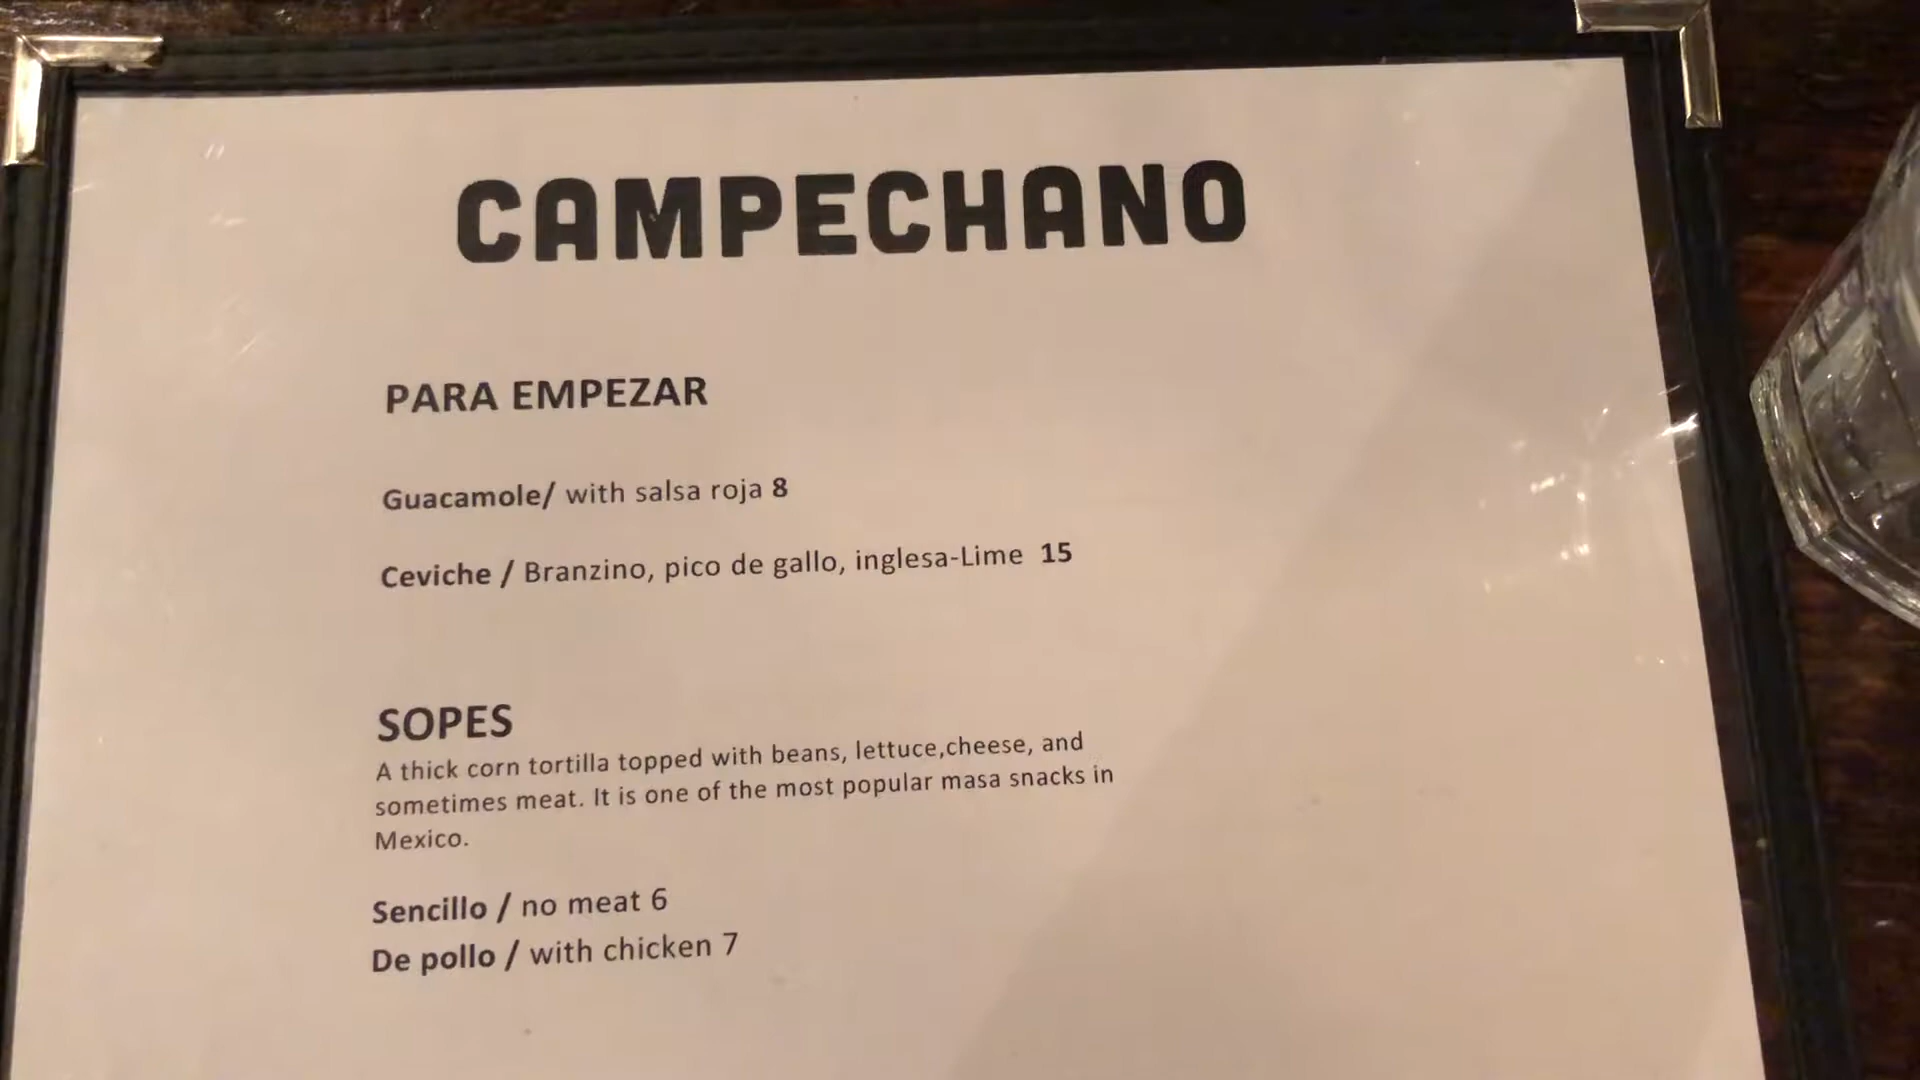 CAMPECHANO
PARA EMPEZAR
Guacamole/ with salsa roja 8
Ceviche / Branzino, pico de gallo, inglesa-Lime 15
SOPES
A thick corn tortilla topped with beans, lettuce,cheese, and
sometimes meat. It is one of the most popular masa snacks in
Mexico.
Sencillo / no meat 6
De pollo / with chicken 7